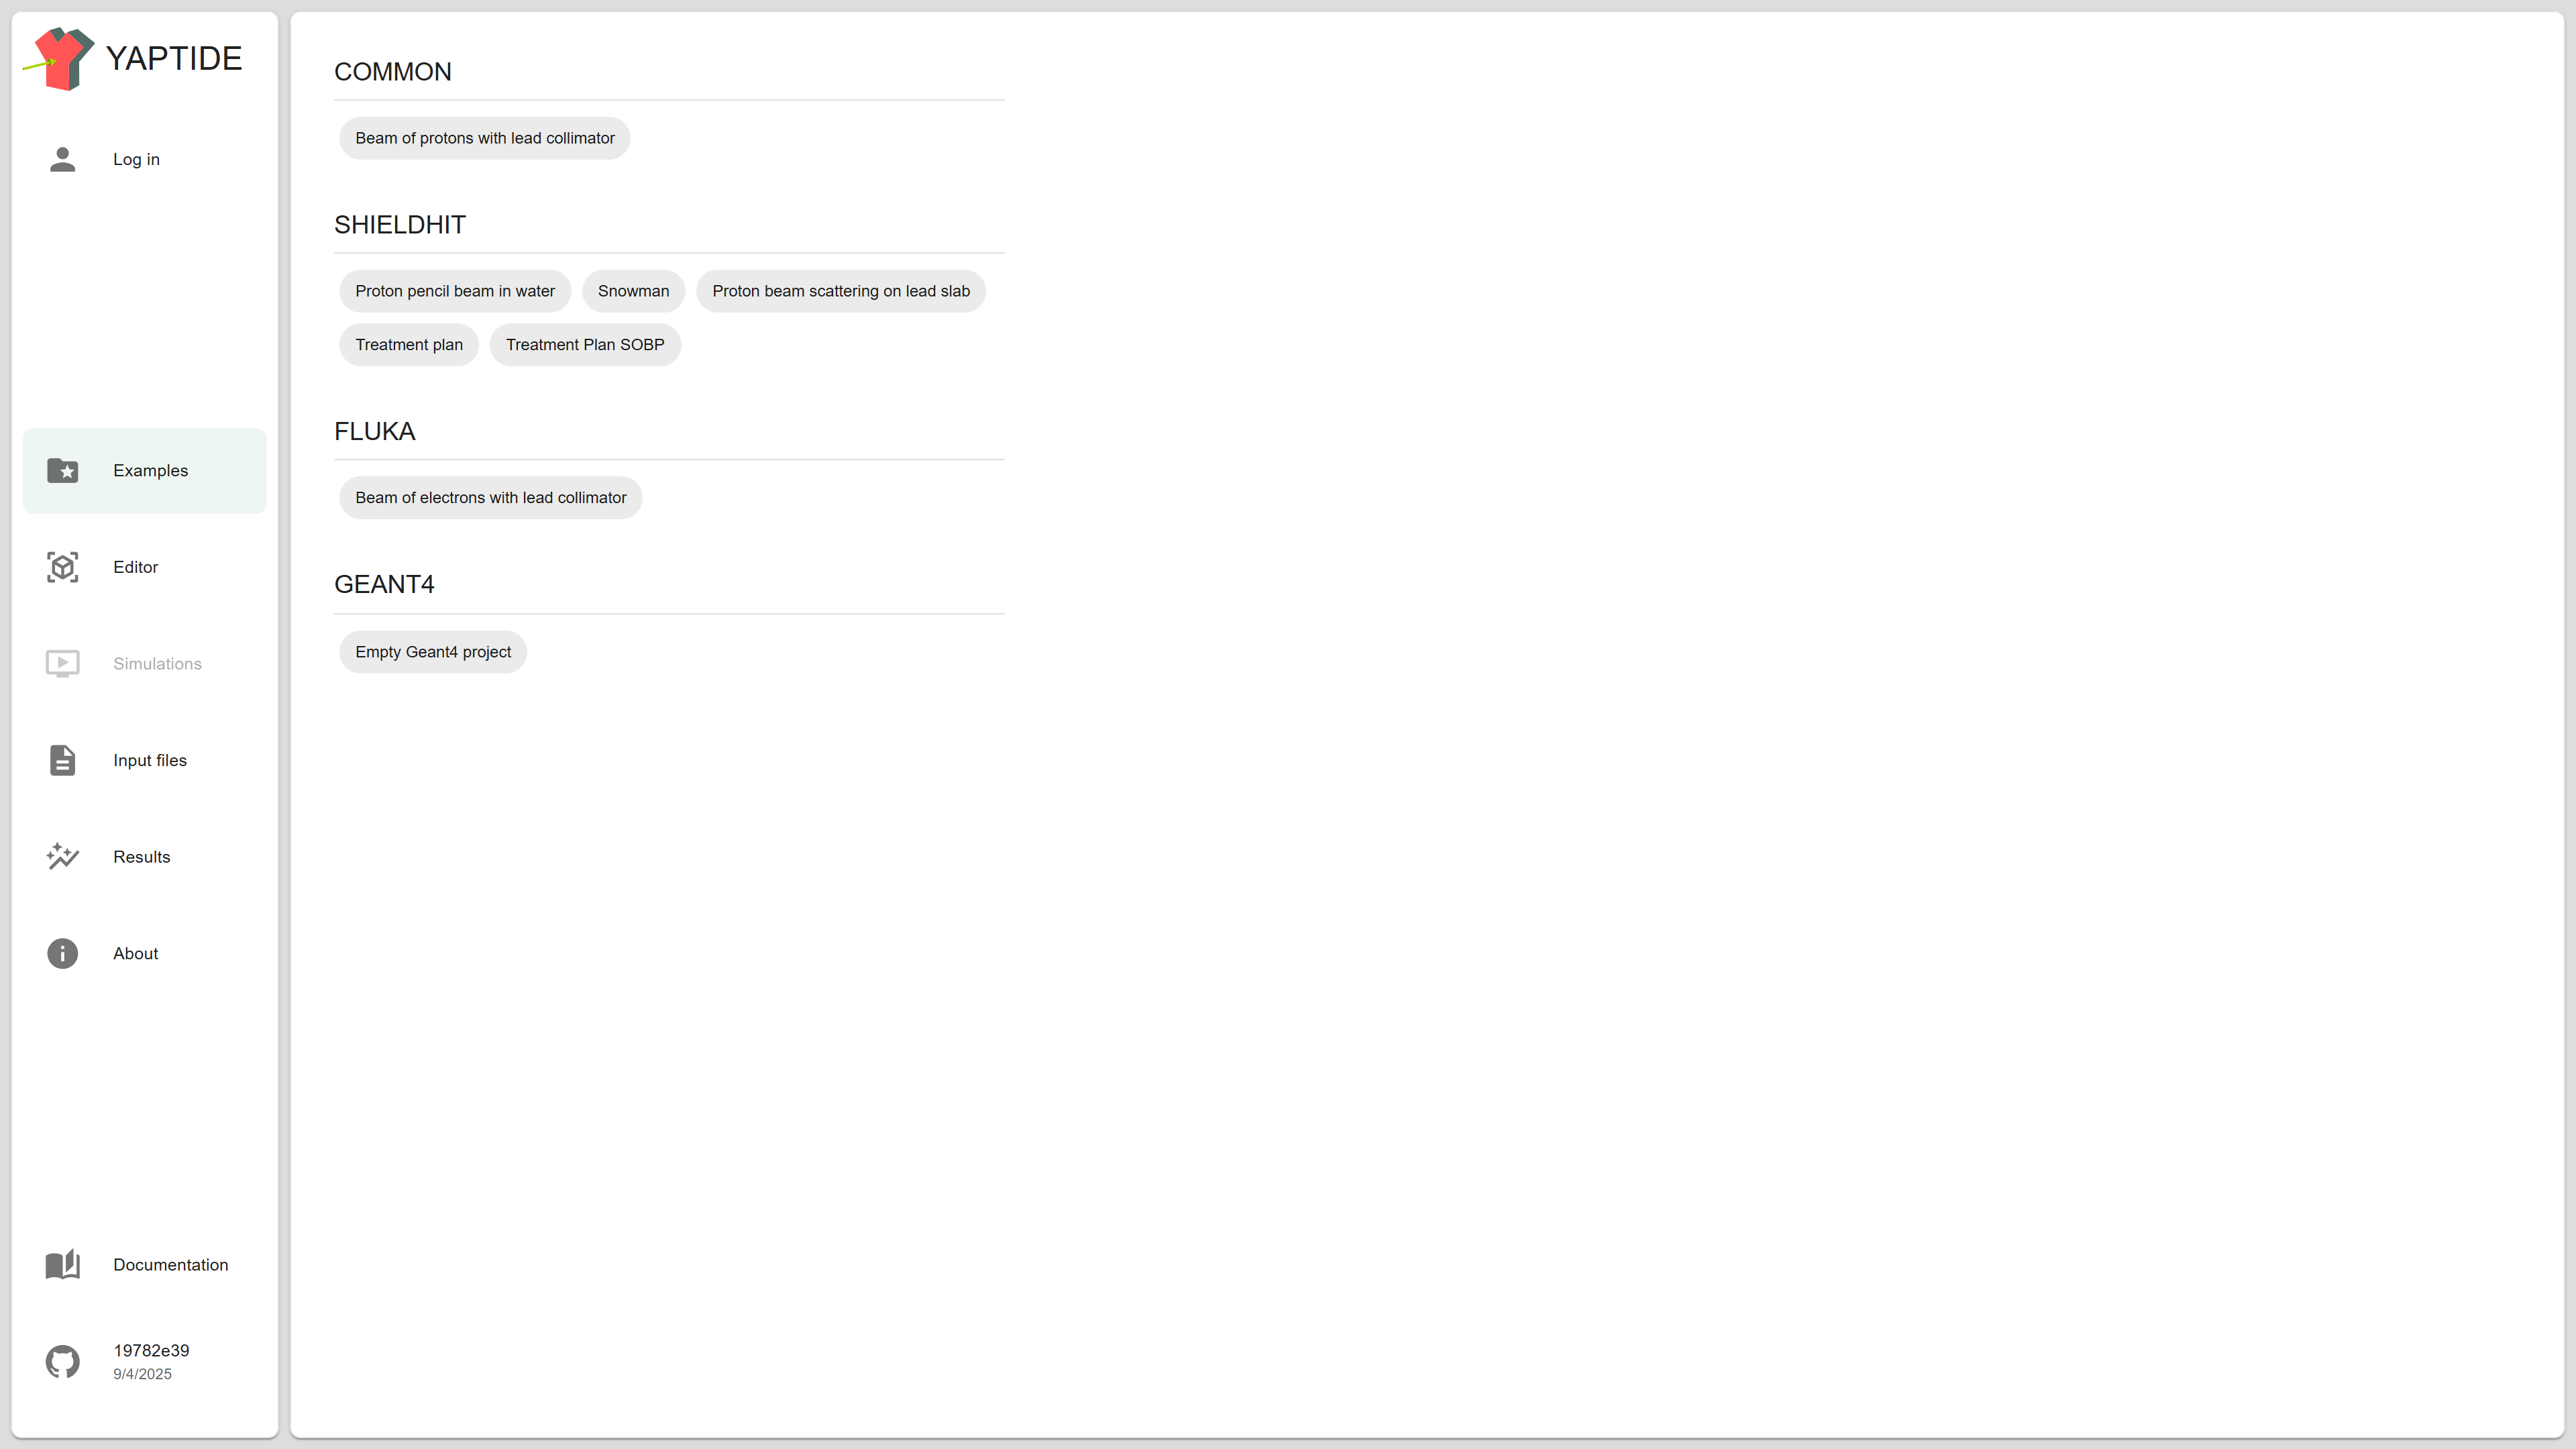 YAPTIDE
Log in
Examples
Editor
Simulations
Input files
Results
About
Documentation
19782e39
9/4/2025
COMMON
Beam of protons with lead collimator
SHIELDHIT
Proton pencil beam in water
Snowman
Proton beam scattering on lead slab
Treatment plan
Treatment Plan SOBP
FLUKA
Beam of electrons with lead collimator
GEANT4
Empty Geant4 project